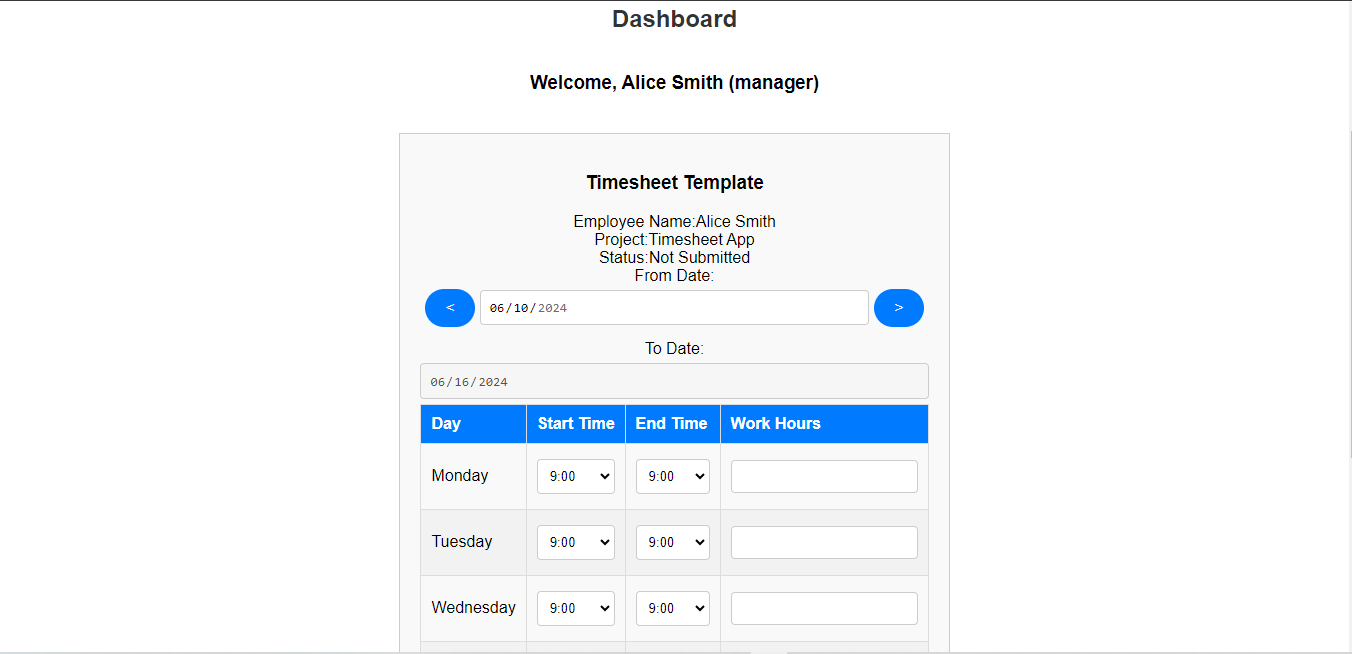 Dashboard
Welcome, Alice Smith (manager)
Timesheet Template
Employee Name:Alice Smith
Project:Timesheet App
Status:Not Submitted
From Date:
< 06/10/2024 >
To Date:
06/16/2024
Day Start Time End Time Work Hours
Monday 9:00 9:00
Tuesday 9:00 9:00
Wednesday 9:00 9:00